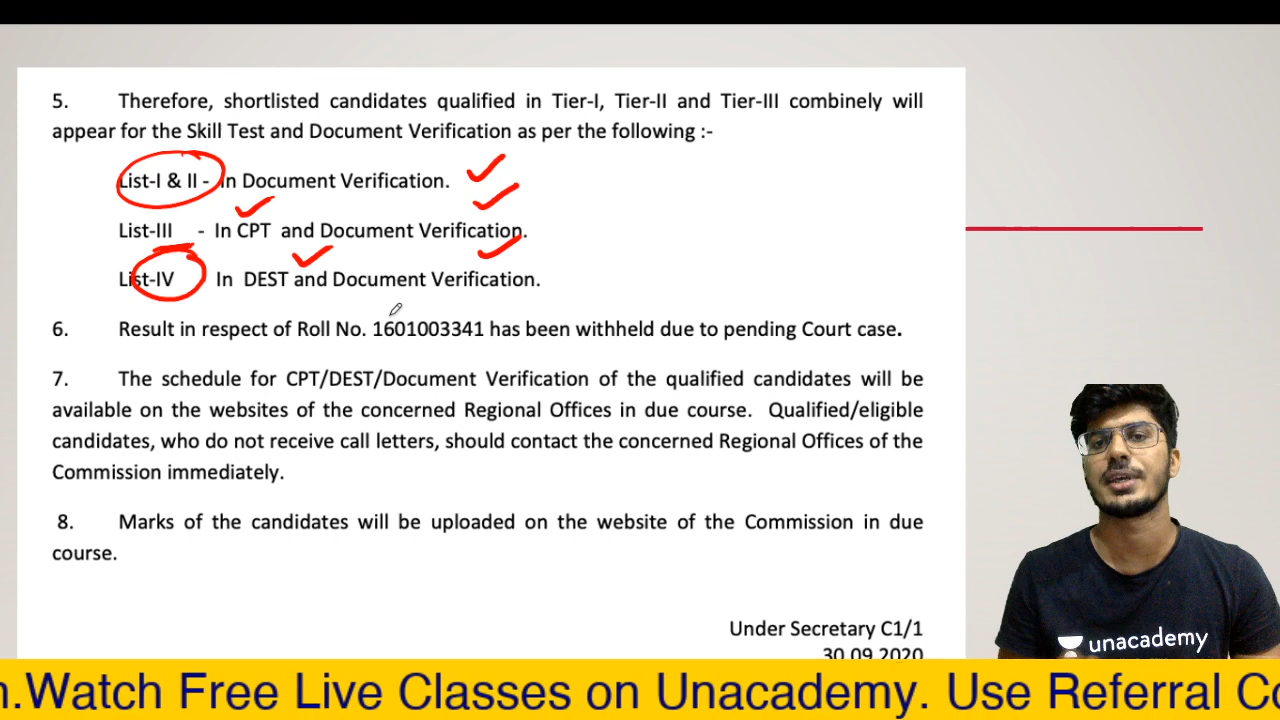 5. Therefore, shortlisted candidates qualified in Tier-I, Tier-II and Tier-III combinely will
appear for the Skill Test and Document Verification as per the following :-
List-I & II - In Document Verification.
List-III - In CPT and Document Verification.
List-IV In DEST and Document Verification.
6. Result in respect of Roll No. 1601003341 has been withheld due to pending Court case.
7. The schedule for CPT/DEST/Document Verification of the qualified candidates will be
available on the websites of the concerned Regional Offices in due course. Qualified/eligible
candidates, who do not receive call letters, should contact the concerned Regional Offices of the
Commission immediately.
8. Marks of the candidates will be uploaded on the website of the Commission in due
course.
Under Secretary C1/1
30.09.2020
unacademy
n.Watch Free Live Classes on Unacademy. Use Referral Co